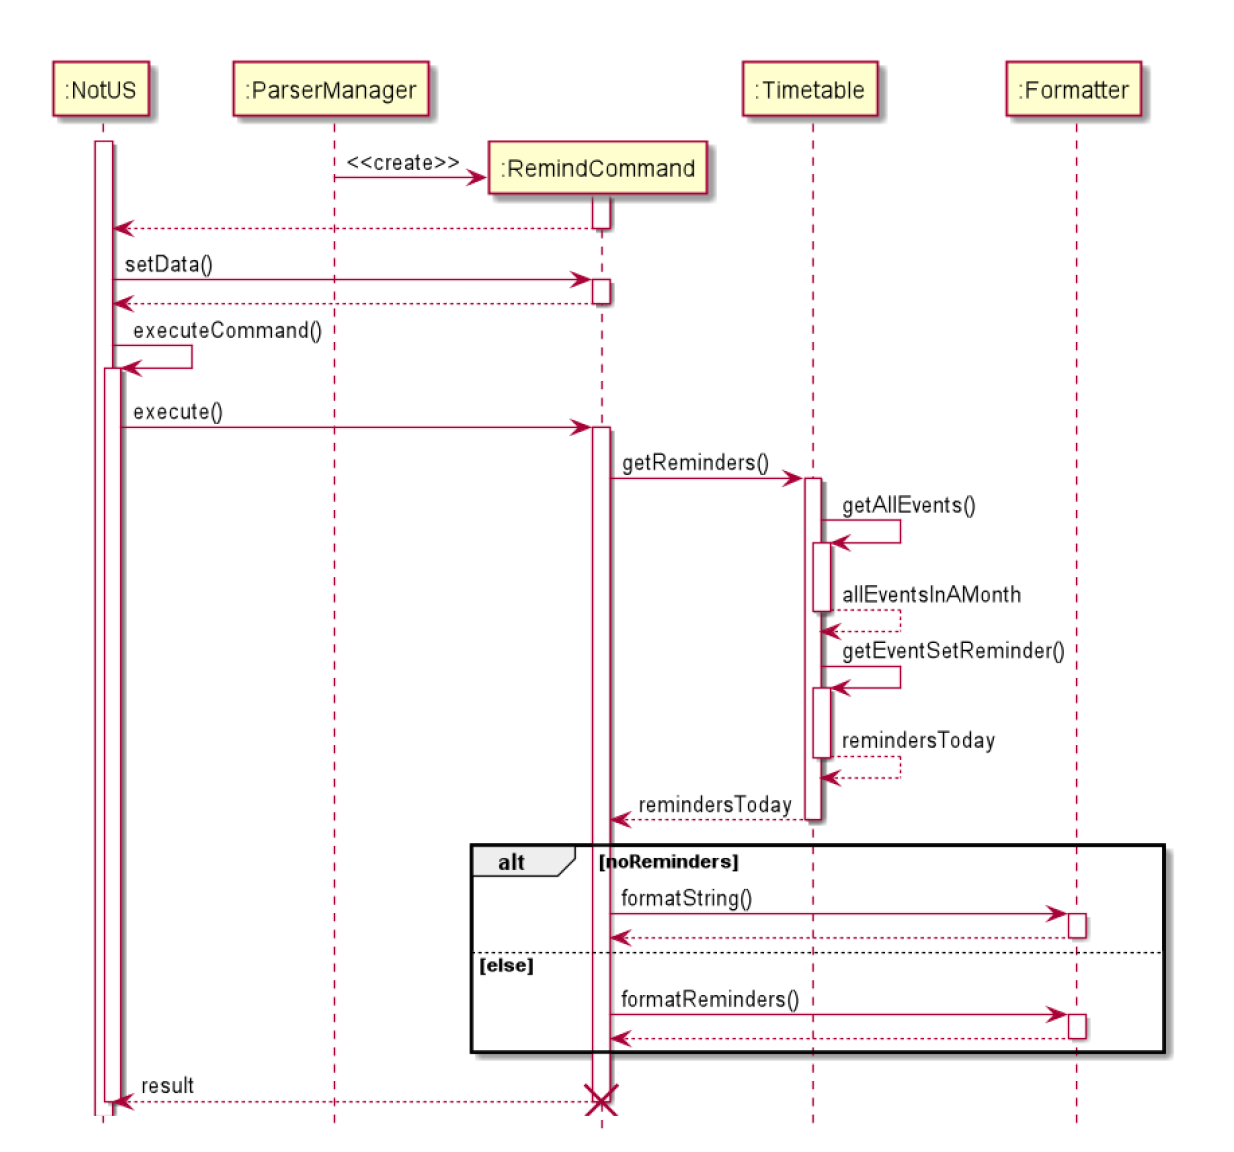 :NotUS
:ParserManager
:Timetable
:Formatter
<<create>>
:RemindCommand
setData()
executeCommand()
execute()
getReminders()
getAllEvents()
allEventsInAMonth
getEventSetReminder()
remindersToday
remindersToday
alt
[noReminders]
formatString()
[else]
formatReminders()
result